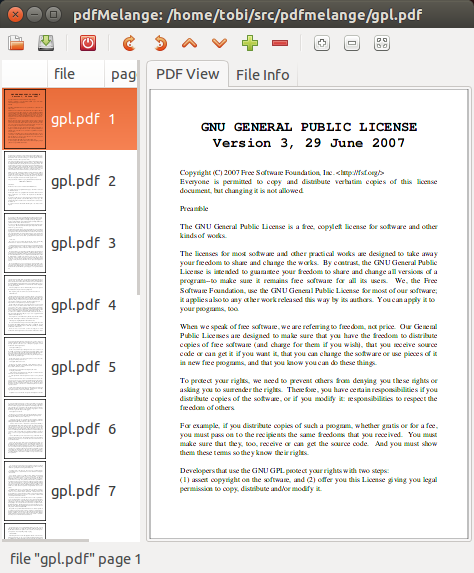 pdfMelange: /home/tobi/src/pdfmelange/gpl.pdf
file page
PDF View File Info
gpl.pdf 1
gpl.pdf 2
gpl.pdf 3
gpl.pdf 4
gpl.pdf 5
gpl.pdf 6
gpl.pdf 7
GNU GENERAL PUBLIC LICENSE
Version 3, 29 June 2007
Copyright (C) 2007 Free Software Foundation, Inc. <http://fsf.org/>
Everyone is permitted to copy and distribute verbatim copies of this license
document, but changing it is not allowed.
Preamble
The GNU General Public License is a free, copyleft license for software and other
kinds of works.
The licenses for most software and other practical works are designed to take away
your freedom to share and change the works. By contrast, the GNU General Public
License is intended to guarantee your freedom to share and change all versions of a
program--to make sure it remains free software for all its users. We, the Free
Software Foundation, use the GNU General Public License for most of our software;
it applies also to any other work released this way by its authors. You can apply it to
your programs, too.
When we speak of free software, we are referring to freedom, not price. Our General
Public Licenses are designed to make sure that you have the freedom to distribute
copies of free software (and charge for them if you wish), that you receive source
code or can get it if you want it, that you can change the software or use pieces of it
in new free programs, and that you know you can do these things.
To protect your rights, we need to prevent others from denying you these rights or
asking you to surrender the rights. Therefore, you have certain responsibilities if you
distribute copies of the software, or if you modify it: responsibilities to respect the
freedom of others.
For example, if you distribute copies of such a program, whether gratis or for a fee,
you must pass on to the recipients the same freedoms that you received. You must
make sure that they, too, receive or can get the source code. And you must show
them these terms so they know their rights.
Developers that use the GNU GPL protect your rights with two steps:
(1) assert copyright on the software, and (2) offer you this License giving you legal
permission to copy, distribute and/or modify it.
file "gpl.pdf" page 1